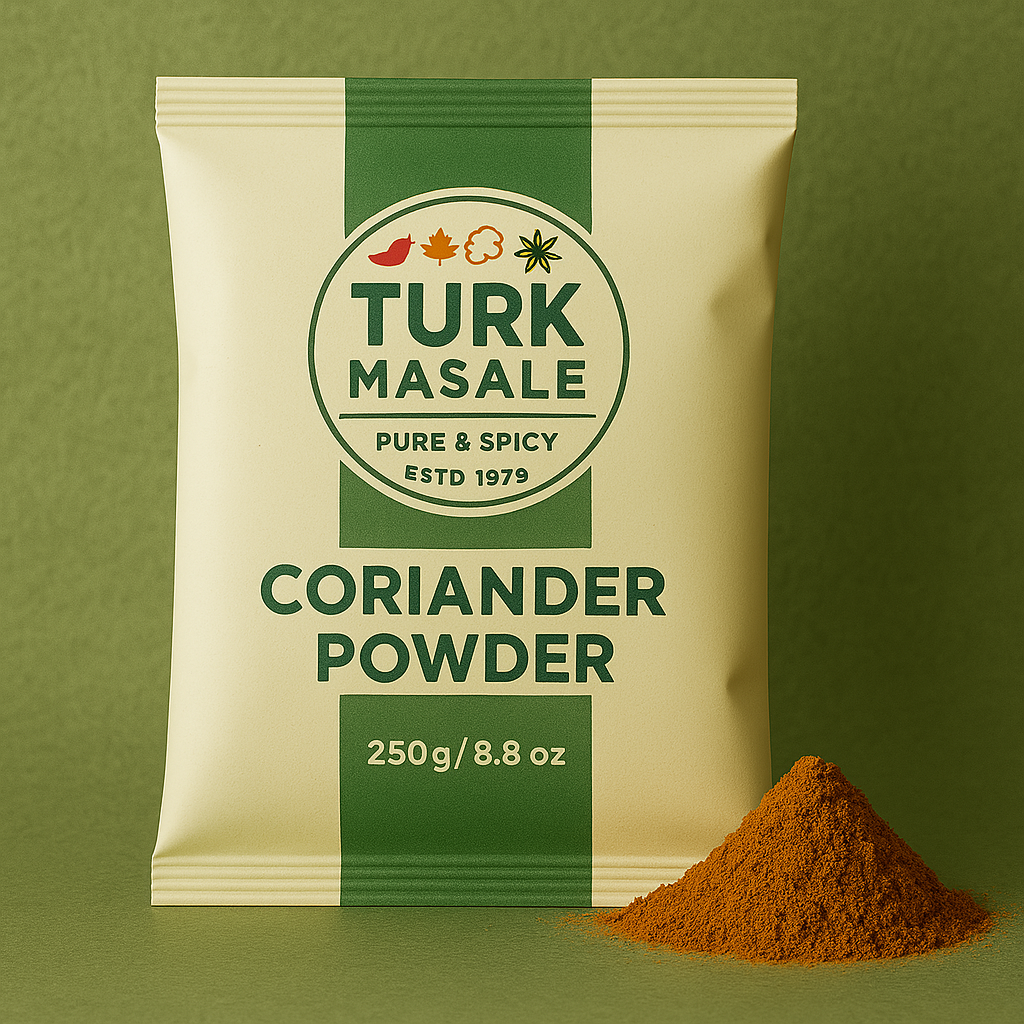 TURK
MASALE
PURE & SPICY
ESTD 1979
CORIANDER
POWDER
250g/8.8 oz